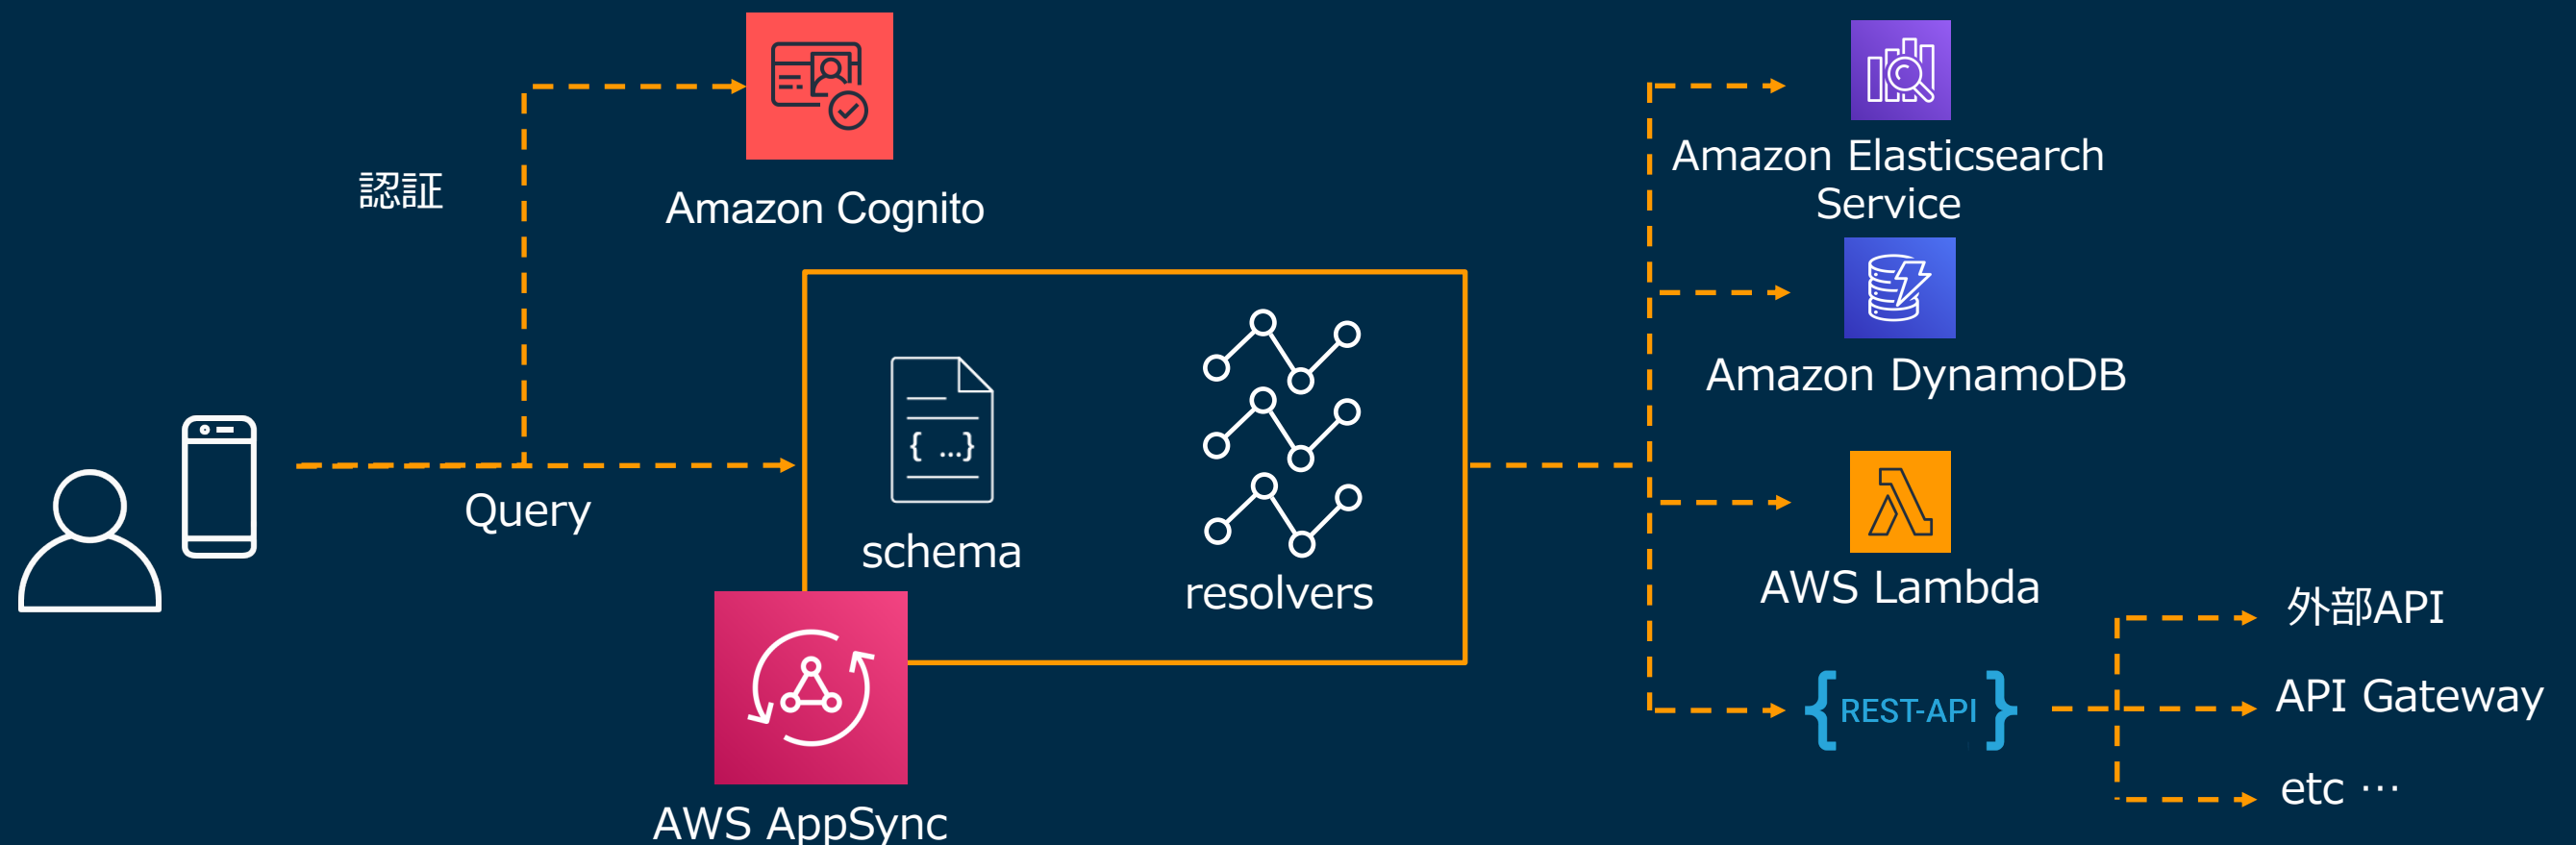 認証
Amazon Cognito
Query
{ ...}
schema
resolvers
AWS AppSync
Amazon Elasticsearch
Service
Amazon DynamoDB
AWS Lambda
{REST-API}
外部API
API Gateway
etc …